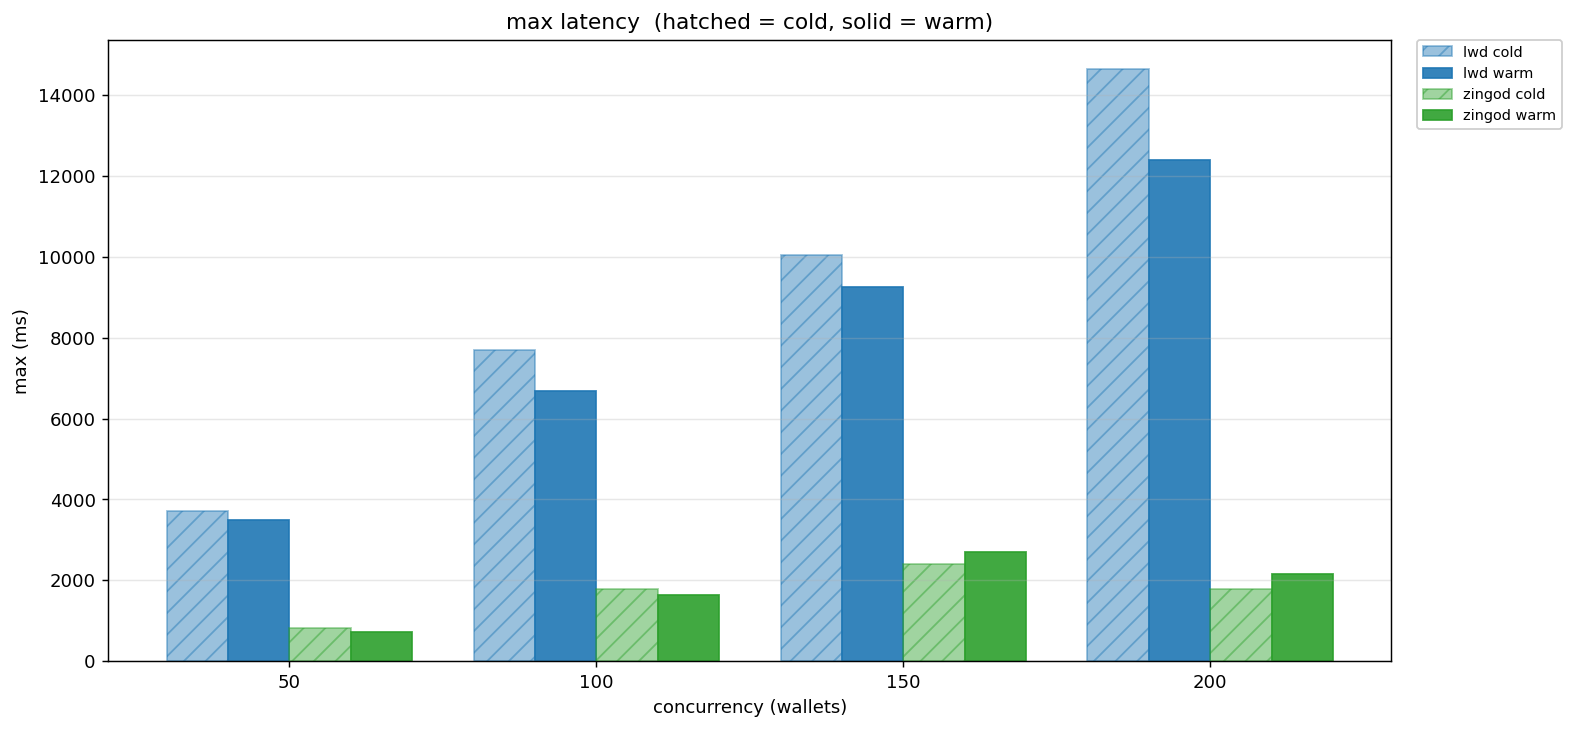 max latency  (hatched = cold, solid = warm)
lwd cold
lwd warm
zingod cold
zingod warm
max (ms)
14000
12000
10000
8000
6000
4000
2000
0
50 100 150 200
concurrency (wallets)